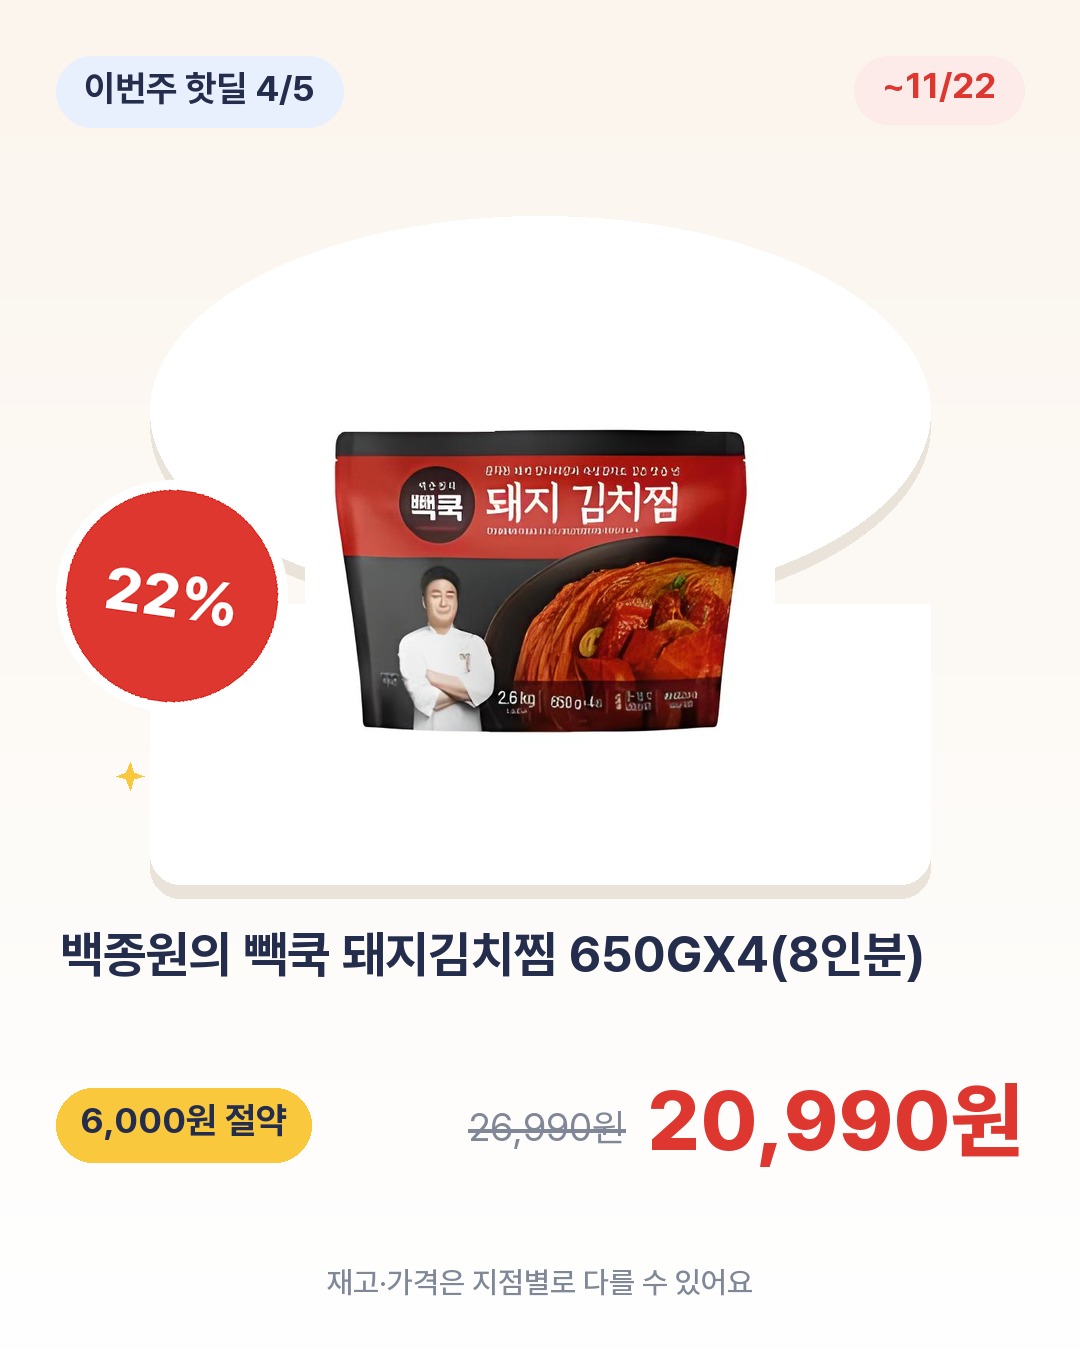 이번주 핫딜 4/5
~11/22
빽쿡
돼지 김치찜
2.6 kg
22%
백종원의 빽쿡 돼지김치찜 650GX4(8인분)
6,000원 절약
26,990원
20,990원
재고·가격은 지점별로 다를 수 있어요